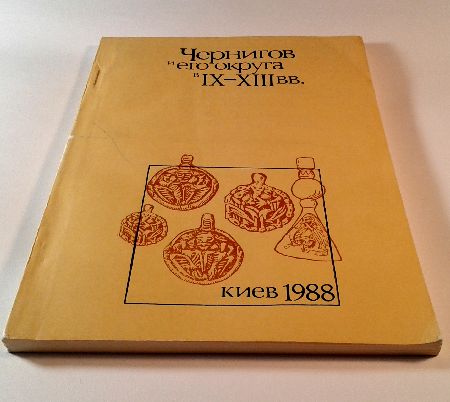 Чернигов
и его округа
в IX–XIII вв.
киев 1988